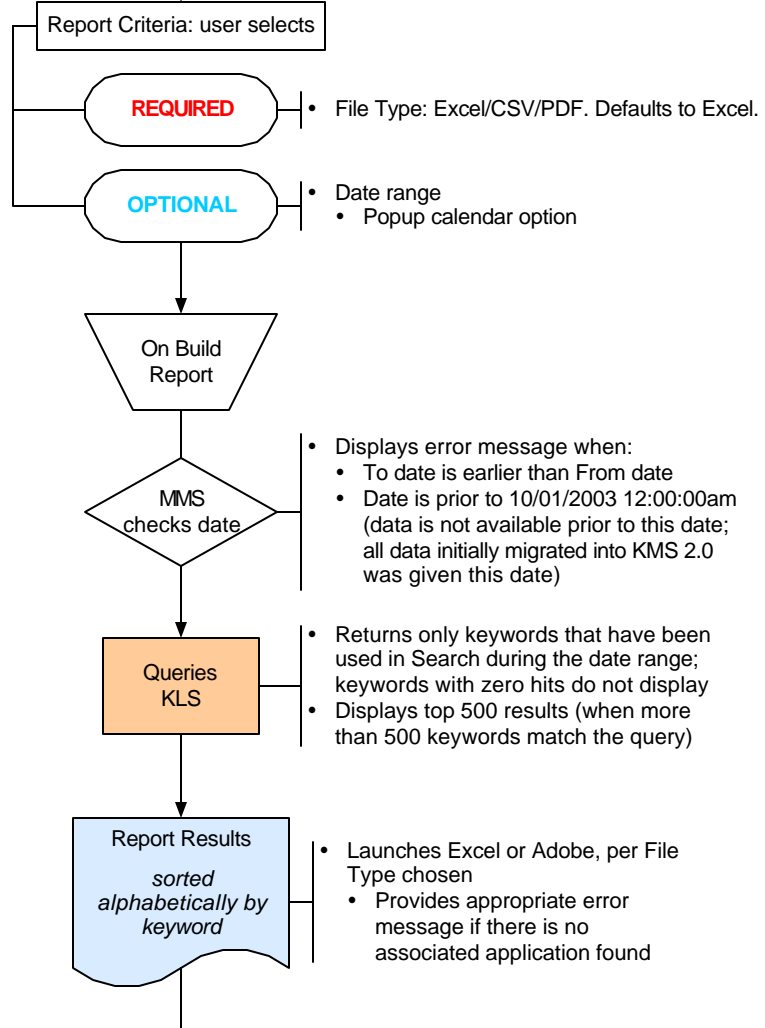 Report Criteria: user selects
REQUIRED
• File Type: Excel/CSV/PDF. Defaults to Excel.
OPTIONAL
• Date range
• Popup calendar option
On Build
Report
MMS
checks date
• Displays error message when:
• To date is earlier than From date
• Date is prior to 10/01/2003 12:00:00am
(data is not available prior to this date;
all data initially migrated into KMS 2.0
was given this date)
Queries
KLS
• Returns only keywords that have been
used in Search during the date range;
keywords with zero hits do not display
• Displays top 500 results (when more
than 500 keywords match the query)
Report Results
sorted
alphabetically by
keyword
• Launches Excel or Adobe, per File
Type chosen
• Provides appropriate error
message if there is no
associated application found